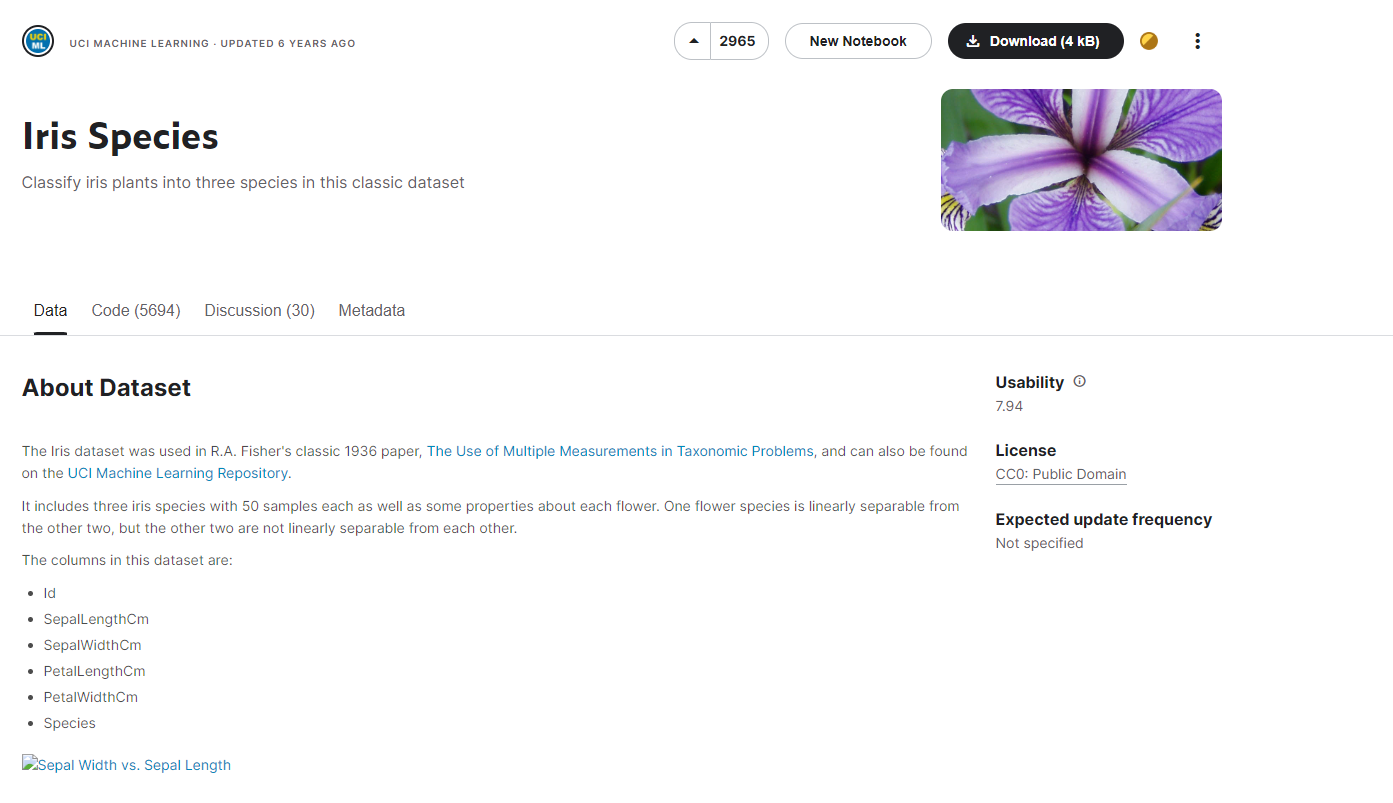 UCI
ML
UCI MACHINE LEARNING · UPDATED 6 YEARS AGO
2965
New Notebook
Download (4 kB)
Iris Species
Classify iris plants into three species in this classic dataset
Data
Code (5694)
Discussion (30)
Metadata
About Dataset
The Iris dataset was used in R.A. Fisher's classic 1936 paper, The Use of Multiple Measurements in Taxonomic Problems, and can also be found
on the UCI Machine Learning Repository.
It includes three iris species with 50 samples each as well as some properties about each flower. One flower species is linearly separable from
the other two, but the other two are not linearly separable from each other.
The columns in this dataset are:
Id
SepalLengthCm
SepalWidthCm
PetalLengthCm
PetalWidthCm
Species
Sepal Width vs. Sepal Length
Usability
7.94
License
CC0: Public Domain
Expected update frequency
Not specified